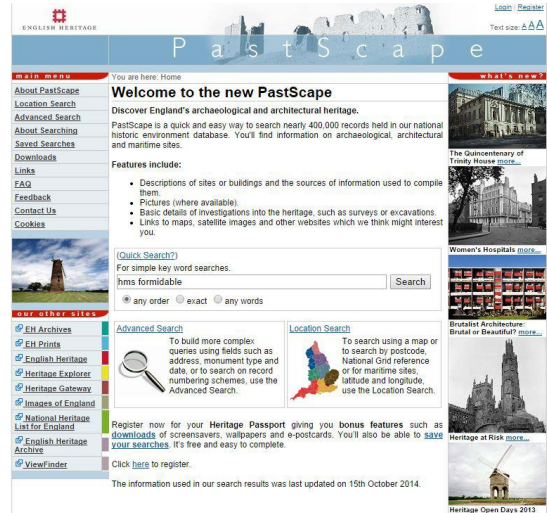 ENGLISH HERITAGE
Login | Register
Text size: A A A
PastScape
main menu
About PastScape
Location Search
Advanced Search
About Searching
Saved Searches
Downloads
Links
FAQ
Feedback
Contact Us
Cookies
our other sites
EH Archives
EH Prints
English Heritage
Heritage Explorer
Heritage Gateway
Images of England
National Heritage
List for England
English Heritage
Archive
ViewFinder
You are here: Home
Welcome to the new PastScape
Discover England's archaeological and architectural heritage.
PastScape is a quick and easy way to search nearly 400,000 records held in our national
historic environment database. You'll find information on archaeological, architectural
and maritime sites.
Features include:
Descriptions of sites or buildings and the sources of information used to compile
them.
Pictures (where available).
Basic details of investigations into the heritage, such as surveys or excavations.
Links to maps, satellite images and other websites which we think might interest
you.
(Quick Search?)
For simple key word searches.
hms formidable
Search
any order exact any words
Advanced Search
To build more complex
queries using fields such as
address, monument type and
date, or to search on record
numbering schemes, use the
Advanced Search.
Location Search
To search using a map or
to search by postcode,
National Grid reference
or for maritime sites,
latitude and longitude,
use the Location Search.
Register now for your Heritage Passport giving you bonus features such as
downloads of screensavers, wallpapers and e-postcards. You'll also be able to save
your searches. It's free and easy to complete.
Click here to register.
The information used in our search results was last updated on 15th October 2014.
what's new?
The Quincentenary of
Trinity House more...
Women's Hospitals more...
Brutalist Architecture:
Brutal or Beautiful? more...
Heritage at Risk more...
Heritage Open Days 2013